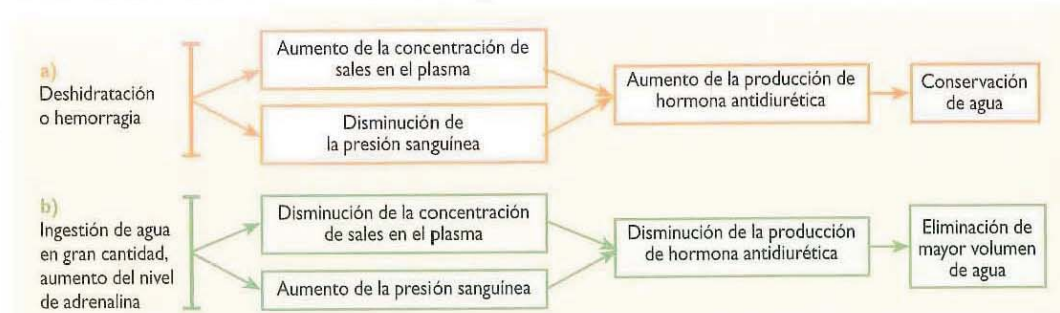 a)
Deshidratación
o hemorragia
Aumento de la concentración de
sales en el plasma
Disminución de
la presión sanguínea
Aumento de la producción de
hormona antidiurética
Conservación
de agua
b)
Ingestión de agua
en gran cantidad,
aumento del nivel
de adrenalina
Disminución de la concentración
de sales en el plasma
Aumento de la presión sanguínea
Disminución de la producción
de hormona antidiurética
Eliminación de
mayor volumen
de agua